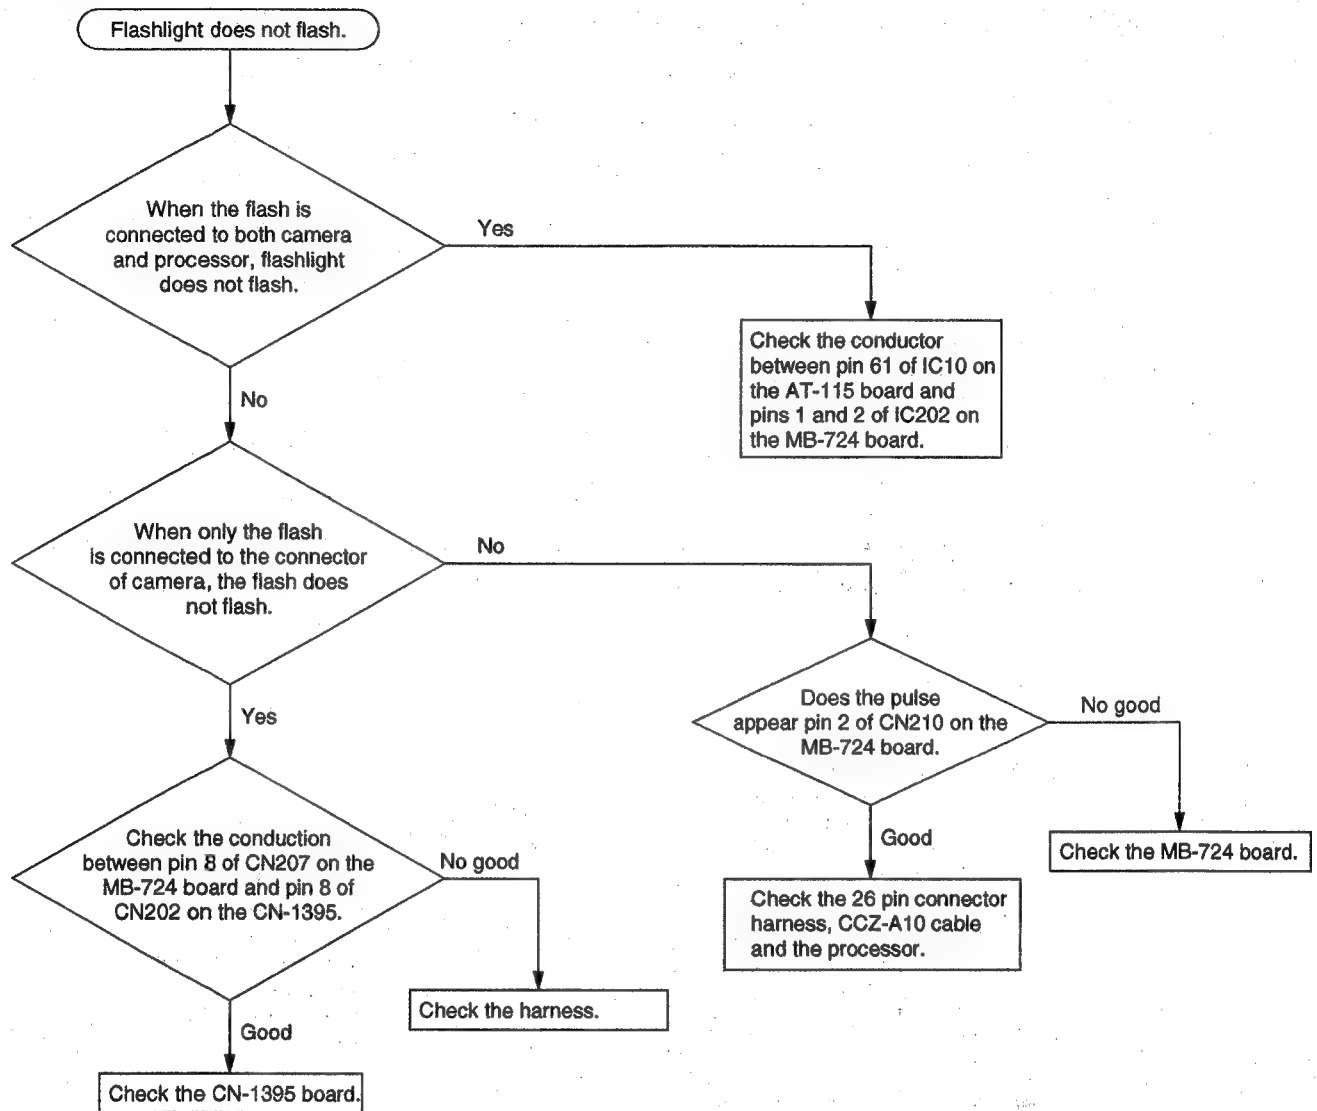 Flashlight does not flash.
When the flash is
connected to both camera
and processor, flashlight
does not flash.
Yes
Check the conductor
between pin 61 of IC10 on
the AT-115 board and
pins 1 and 2 of IC202 on
the MB-724 board.
No
When only the flash
is connected to the connector
of camera, the flash does
not flash.
No
Does the pulse
appear pin 2 of CN210 on the
MB-724 board.
No good
Check the MB-724 board.
Good
Check the 26 pin connector
harness, CCZ-A10 cable
and the processor.
Yes
Check the conduction
between pin 8 of CN207 on the
MB-724 board and pin 8 of
CN202 on the CN-1395.
No good
Check the harness.
Good
Check the CN-1395 board.